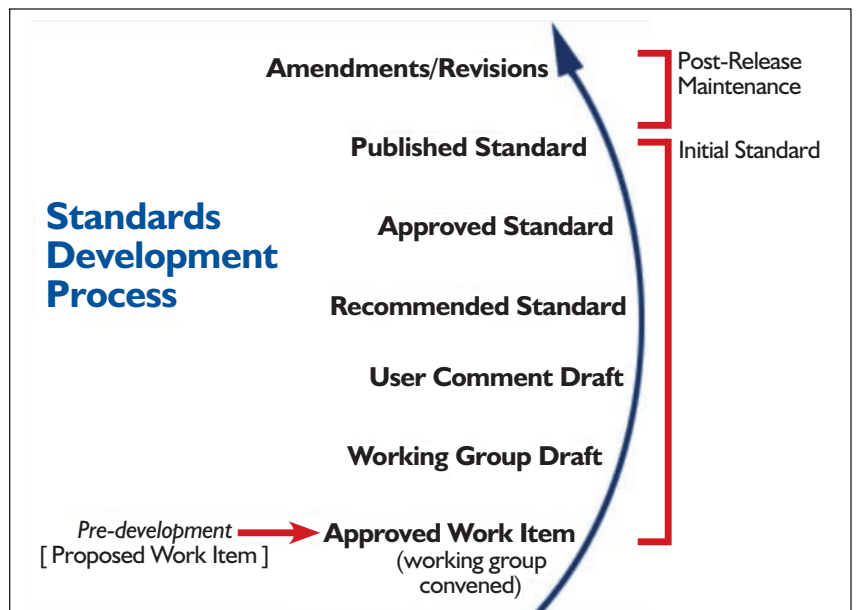 Amendments/Revisions
Post-Release
Maintenance
Published Standard
Initial Standard
Standards
Development
Process
Approved Standard
Recommended Standard
User Comment Draft
Working Group Draft
Pre-development
[ Proposed Work Item ]
Approved Work Item
(working group
convened)